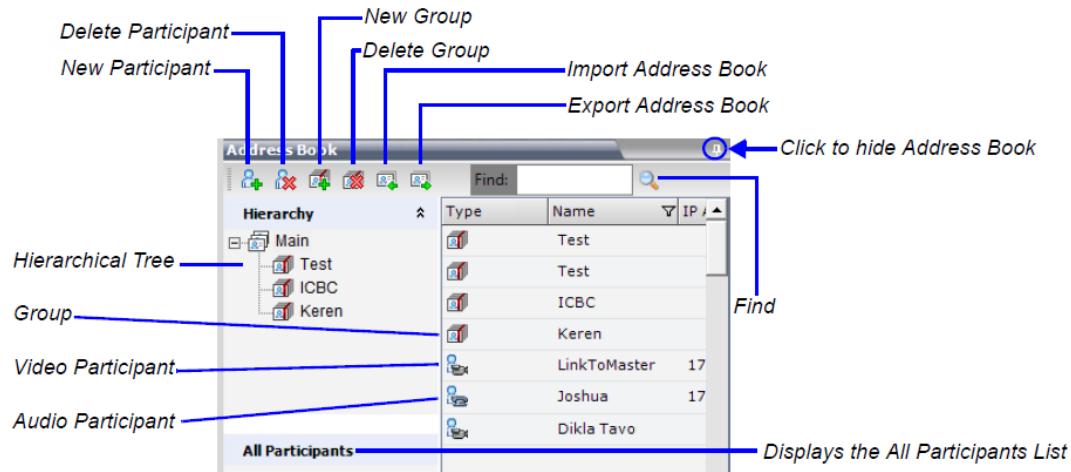 New Group
Delete Participant
Delete Group
New Participant
Import Address Book
Export Address Book
Address Book
Click to hide Address Book
Find:
Hierarchy
Type Name IP A
Main
Test
ICBC
Keren
Hierarchical Tree
Test
Test
ICBC
Find
Group
Keren
Video Participant
LinkToMaster 17
Audio Participant
Joshua 17
Dikla Tavo
All Participants
Displays the All Participants List